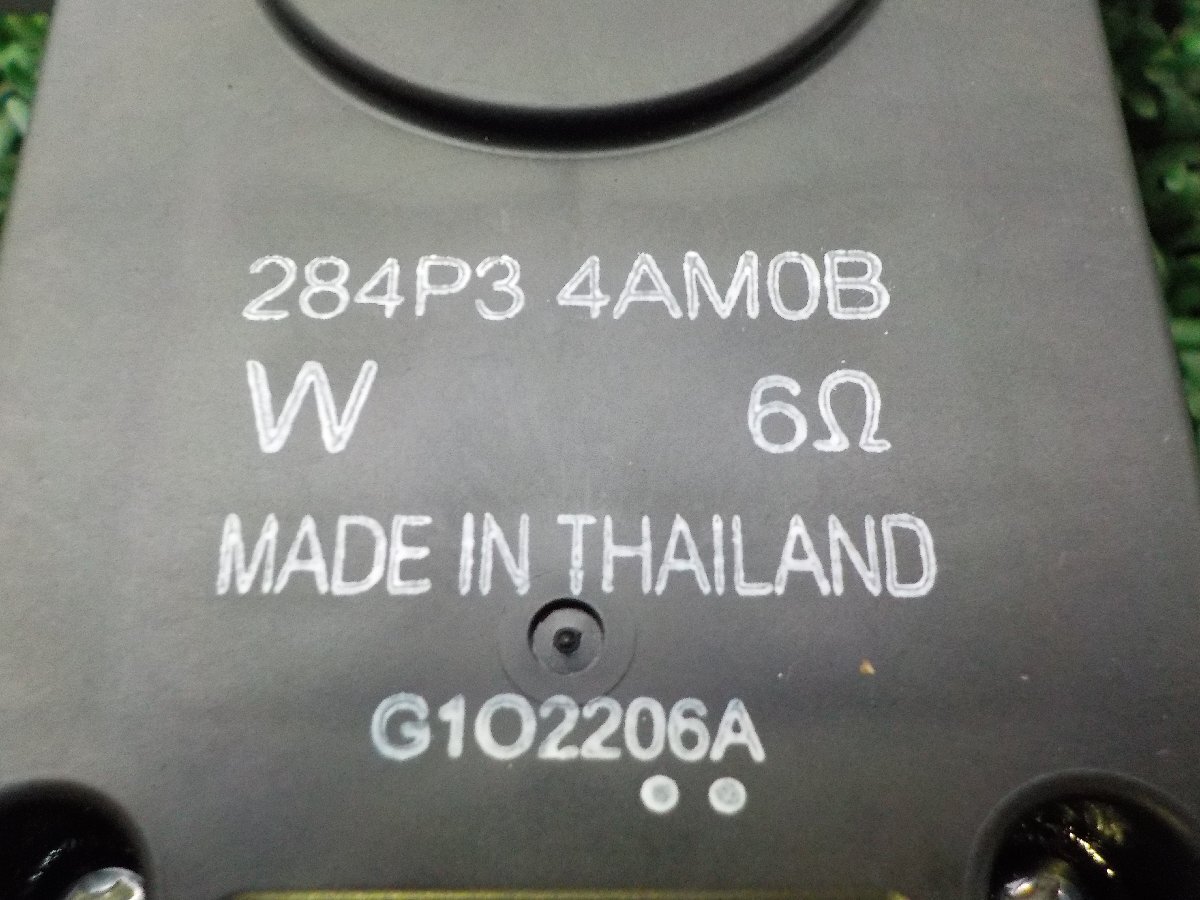 284P3 4AM0B
W 6Ω
MADE IN THAILAND
G1O2206A